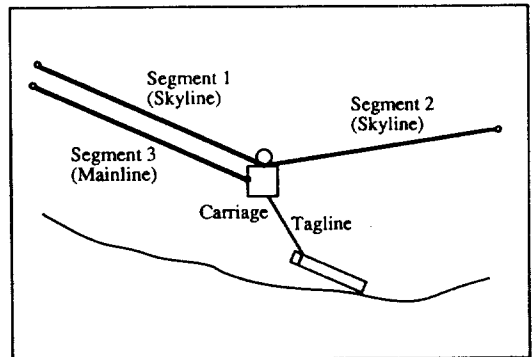 Segment 1
(Skyline)
Segment 2
(Skyline)
Segment 3
(Mainline)
Carriage
Tagline